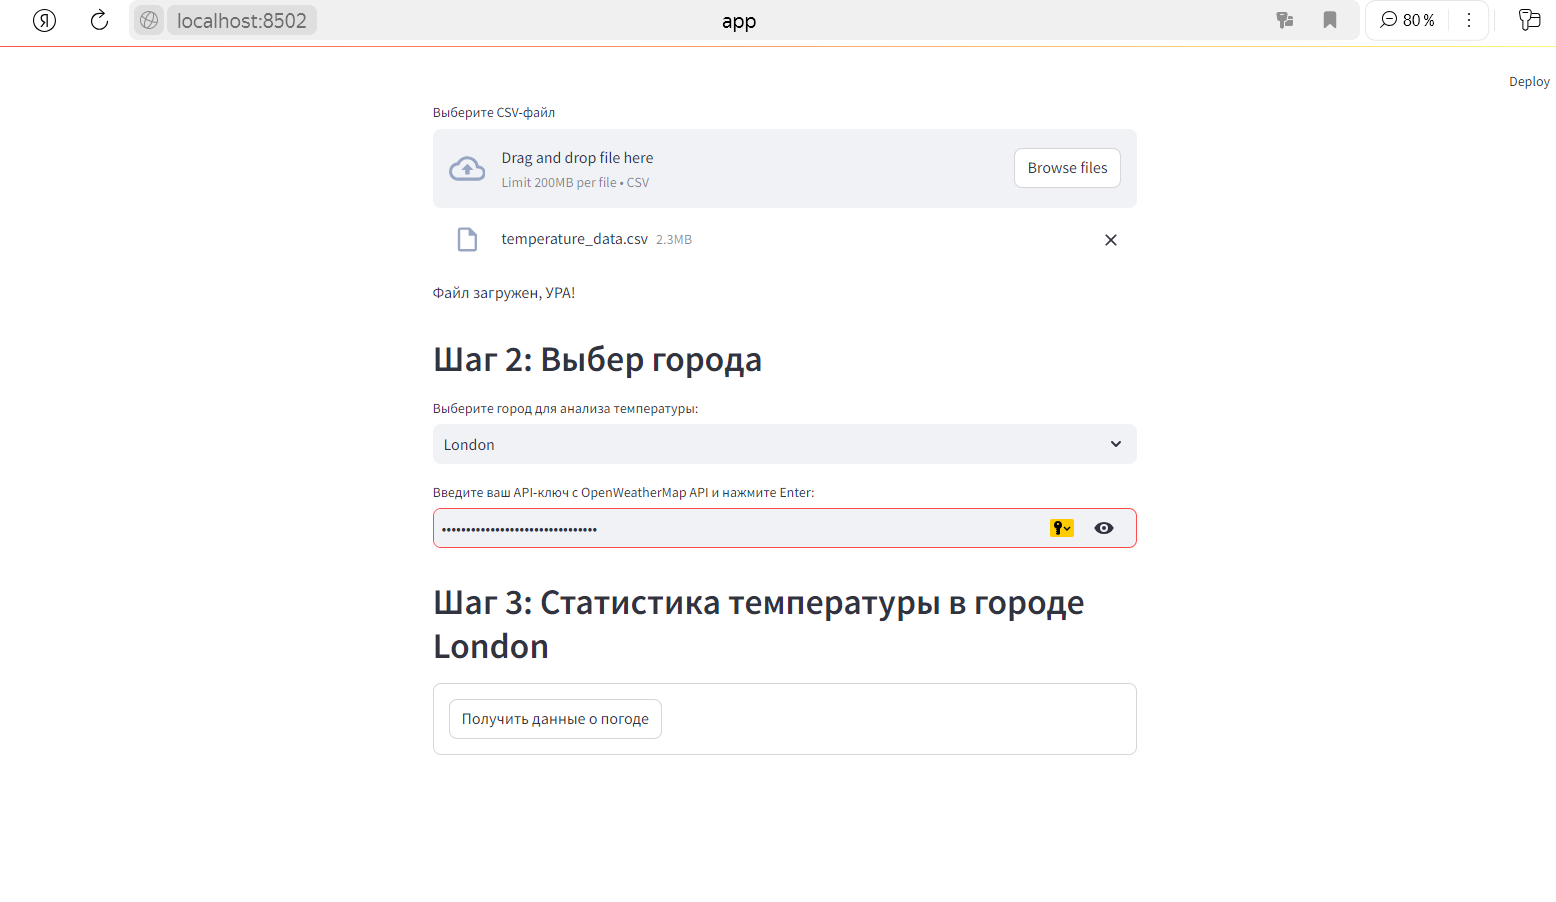 localhost:8502
app
80 %
Deploy
Выберите CSV-файл
Drag and drop file here
Limit 200MB per file • CSV
Browse files
temperature_data.csv 2.3MB
Файл загружен, УРА!
Шаг 2: Выбер города
Выберите город для анализа температуры:
London
Введите ваш API-ключ с OpenWeatherMap API и нажмите Enter:
Шаг 3: Статистика температуры в городе
London
Получить данные о погоде